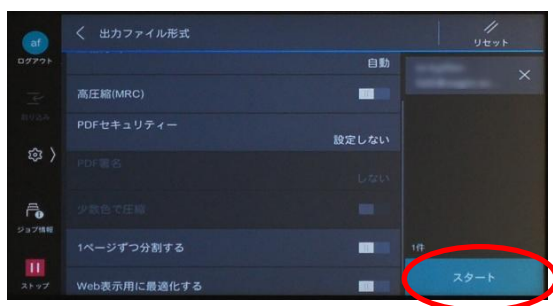 af
ログアウト
割り込み
ジョブ情報
ストップ
出力ファイル形式
リセット
自動
高圧縮(MRC)
PDFセキュリティー
設定しない
PDF署名
しない
少数色で圧縮
1ページずつ分割する
Web表示用に最適化する
1件
スタート